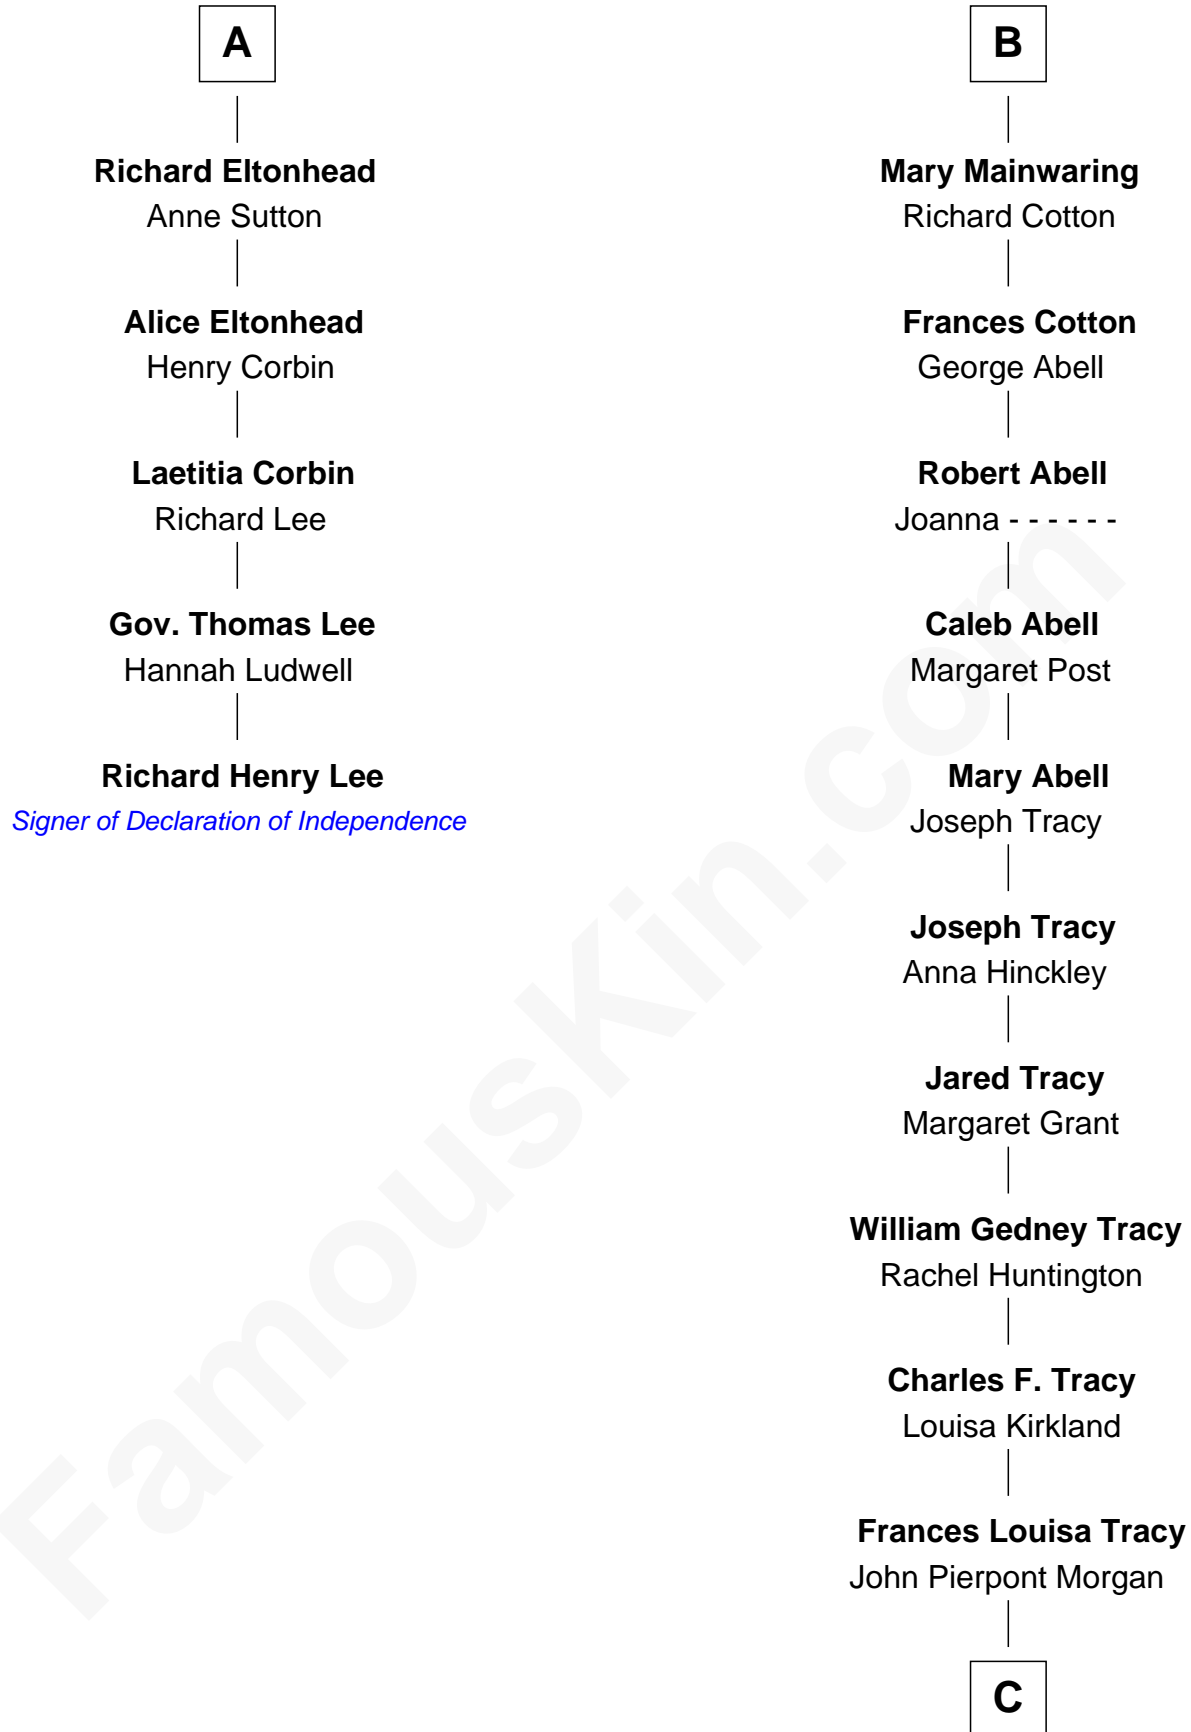 A
Richard Eltonhead
Anne Sutton
Alice Eltonhead
Henry Corbin
Laetitia Corbin
Richard Lee
Gov. Thomas Lee
Hannah Ludwell
Richard Henry Lee
Signer of Declaration of Independence
B
Mary Mainwaring
Richard Cotton
Frances Cotton
George Abell
Robert Abell
Joanna - - - - - -
Caleb Abell
Margaret Post
Mary Abell
Joseph Tracy
Joseph Tracy
Anna Hinckley
Jared Tracy
Margaret Grant
William Gedney Tracy
Rachel Huntington
Charles F. Tracy
Louisa Kirkland
Frances Louisa Tracy
John Pierpont Morgan
C
FamousKin.com